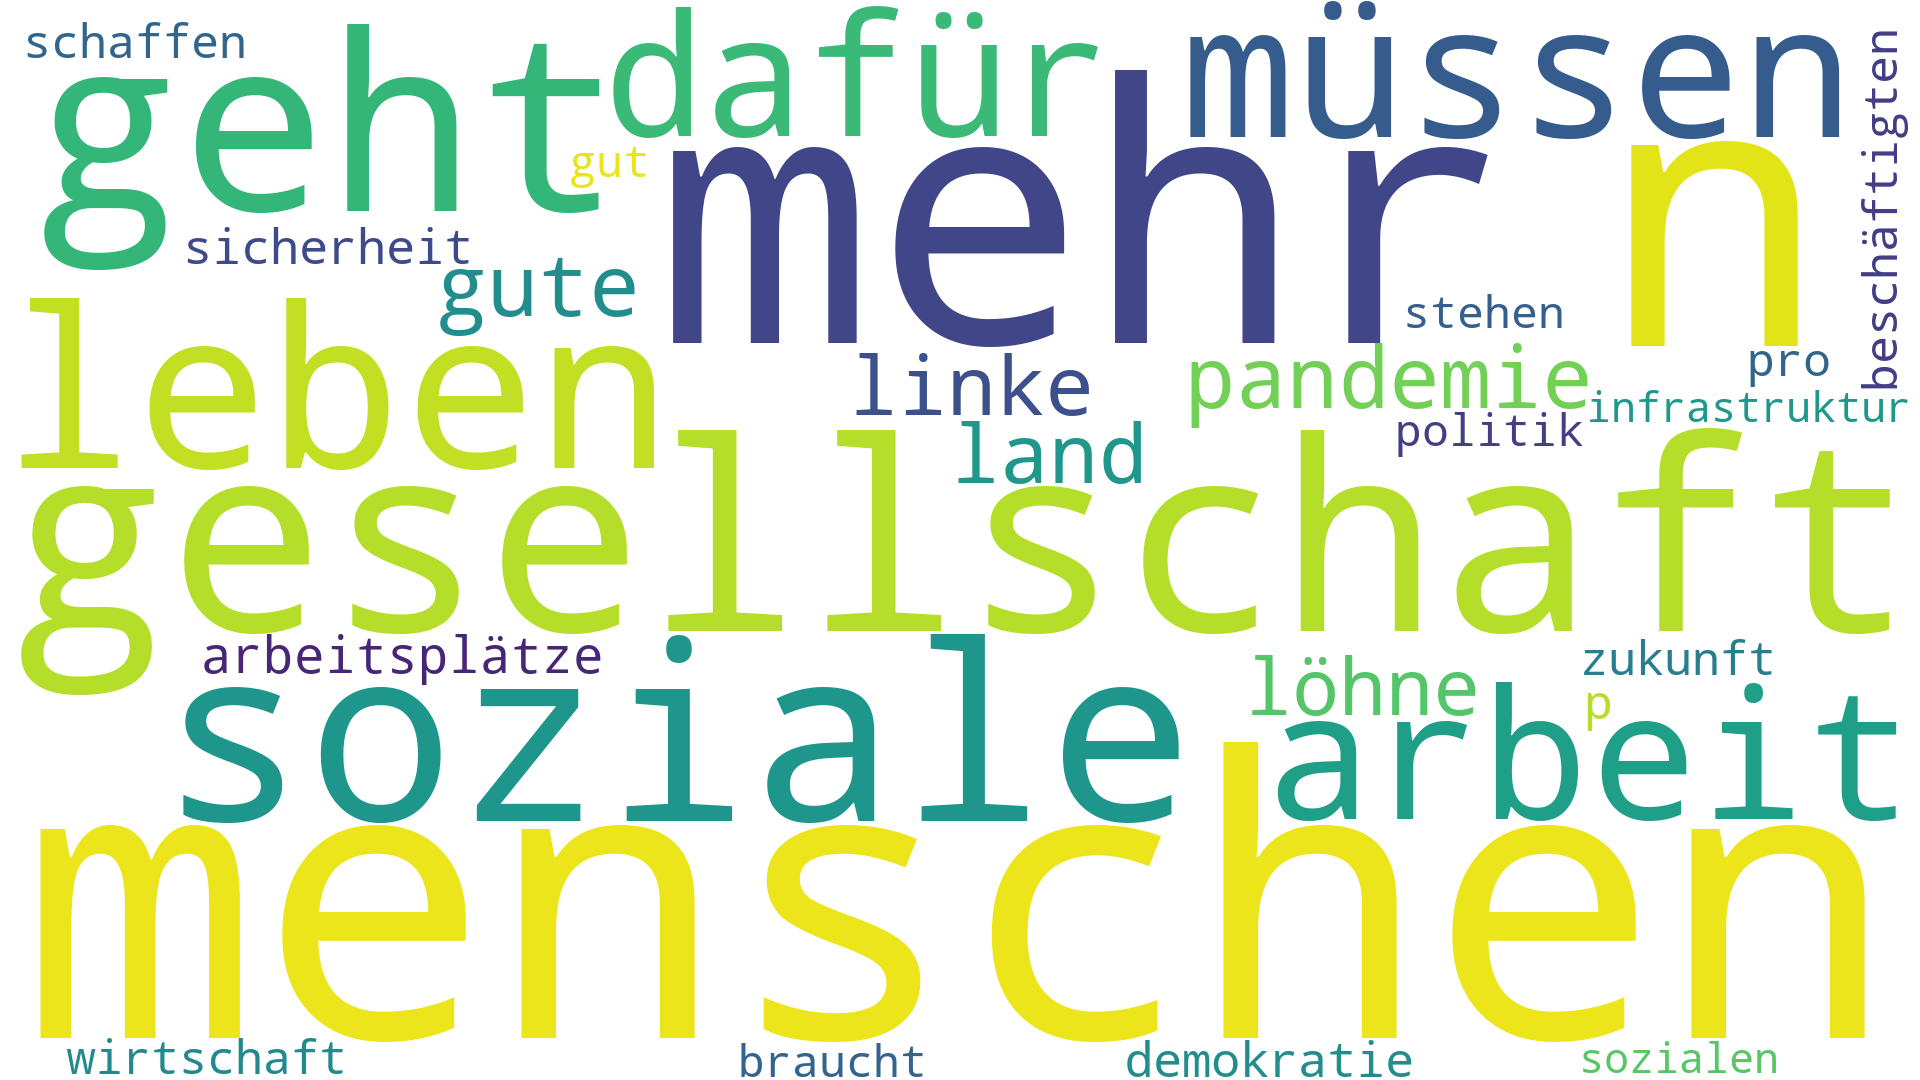 schaffen
geht
dafür
müssen
beschäftigten
gut
mehr
n
sicherheit
gute
stehen
leben
linke
pandemie
pro
infrastruktur
politik
land
gesellschaft
arbeitsplätze
soziale
löhne
zukunft
p
arbeit
menschen
wirtschaft
braucht
demokratie
sozialen